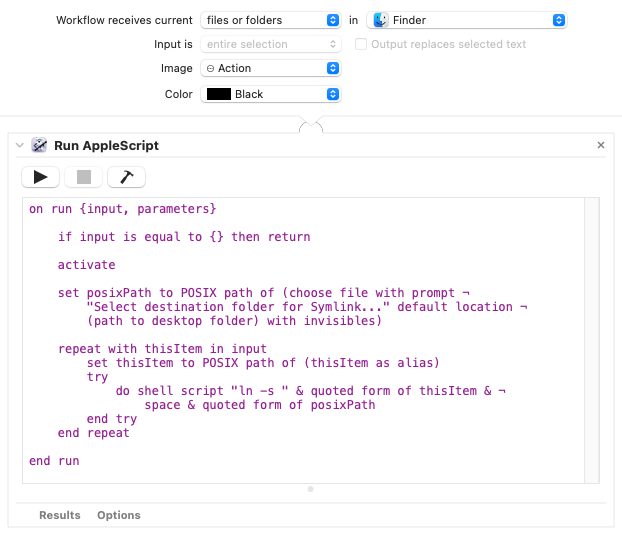 Workflow receives current files or folders in Finder
Input is entire selection Output replaces selected text
Image Action
Color Black
Run AppleScript
on run {input, parameters}
if input is equal to {} then return
activate
set posixPath to POSIX path of (choose file with prompt ¬
"Select destination folder for Symlink..." default location ¬
(path to desktop folder) with invisibles)
repeat with thisItem in input
set thisItem to POSIX path of (thisItem as alias)
try
do shell script "ln -s " & quoted form of thisItem & ¬
space & quoted form of posixPath
end try
end repeat
end run
Results Options